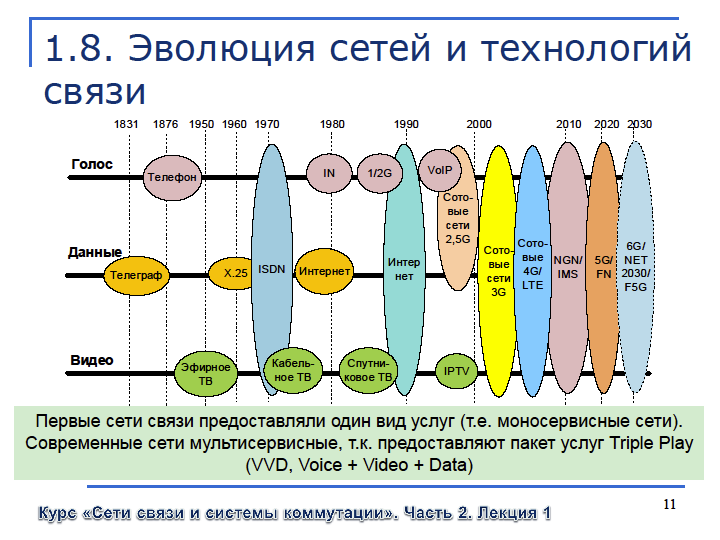 1.8. Эволюция сетей и технологий
связи
1831 1876 1950 1960 1970 1980 1990 2000 2010 2020 2030
Голос
Телефон
IN
1/2G
VoIP
Сото-
вые
сети
2,5G
Данные
Телеграф
X.25
ISDN
Интернет
Интер
нет
Сото-
вые
сети
3G
Сото-
вые
4G/
LTE
NGN/
IMS
5G/
FN
6G/
NET
2030/
F5G
Видео
Эфирное
ТВ
Кабель-
ное ТВ
Спутни-
ковое ТВ
IPTV
Первые сети связи предоставляли один вид услуг (т.е. моносервисные сети).
Современные сети мультисервисные, т.к. предоставляют пакет услуг Triple Play
(VVD, Voice + Video + Data)
Курс «Сети связи и системы коммутации». Часть 2. Лекция 1
11